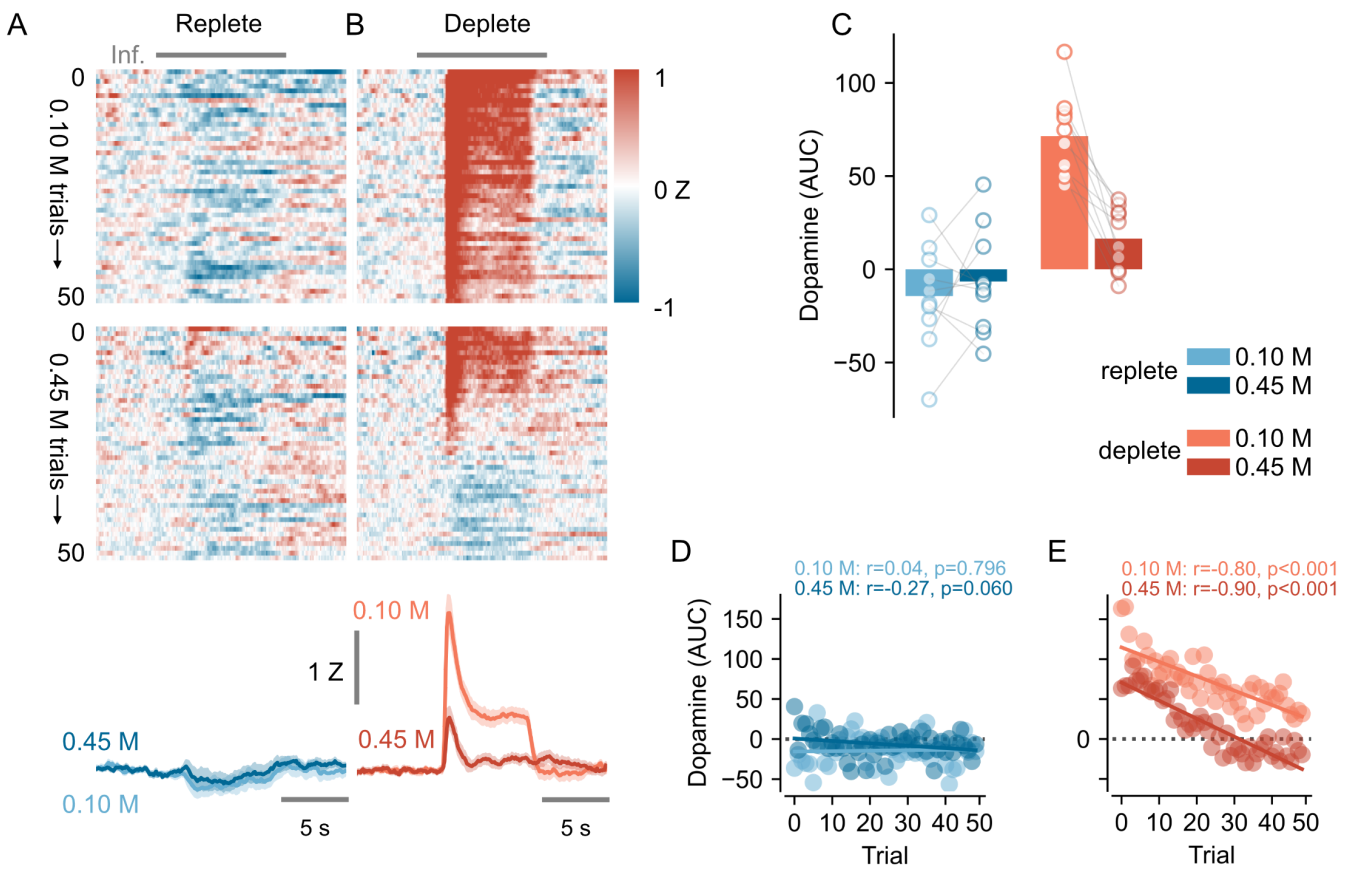 A
Replete
B
Deplete
C
Inf.
0
0.10 M trials
50
0
0.45 M trials
50
1
0 Z
-1
Dopamine (AUC)
100
50
0
−50
replete
0.10 M
0.45 M
deplete
0.10 M
0.45 M
0.45 M
0.10 M
5 s
0.10 M
1 Z
0.45 M
5 s
D
0.10 M: r=0.04, p=0.796
0.45 M: r=-0.27, p=0.060
Dopamine (AUC)
150
100
50
0
−50
0 10 20 30 40 50
Trial
E
0.10 M: r=-0.80, p<0.001
0.45 M: r=-0.90, p<0.001
0
0 10 20 30 40 50
Trial